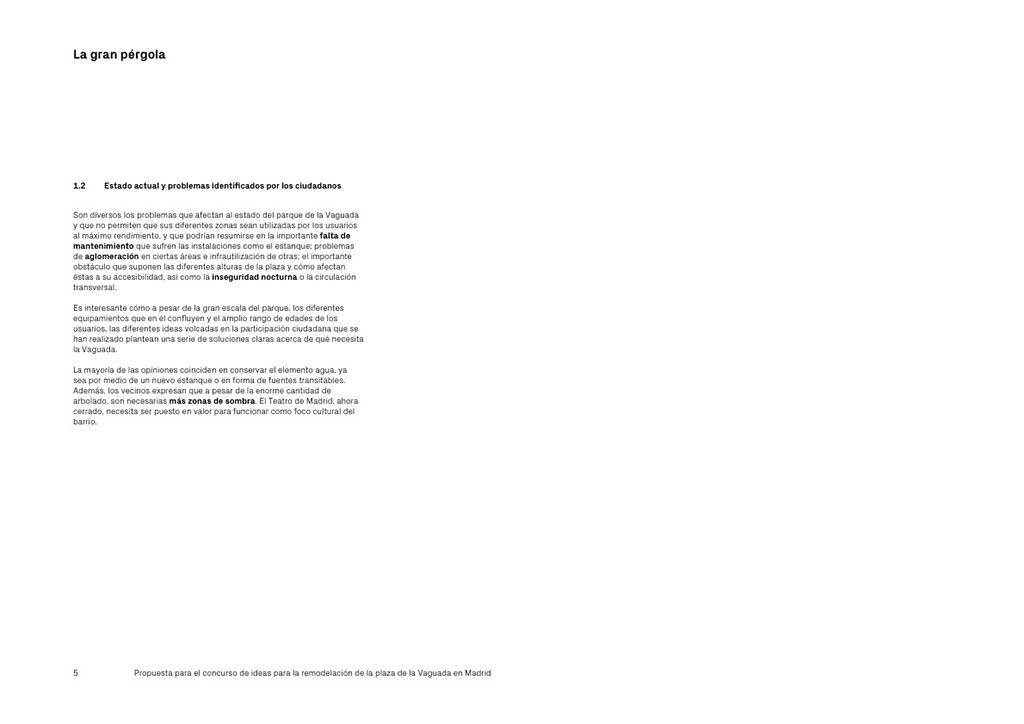 La gran pérgola
1.2 Estado actual y problemas identificados por los ciudadanos
Son diversos los problemas que afectan al estado del parque de la Vaguada
y que no permiten que sus diferentes zonas sean utilizadas por los usuarios
al máximo rendimiento, y que podrían resumirse en la importante falta de
mantenimiento que sufren las instalaciones como el estanque; problemas
de aglomeración en ciertas áreas e infrautilización de otras; el importante
obstáculo que suponen las diferentes alturas de la plaza y cómo afectan
éstas a su accesibilidad, así como la inseguridad nocturna o la circulación
transversal.
Es interesante cómo a pesar de la gran escala del parque, los diferentes
equipamientos que en él confluyen y el amplio rango de edades de los
usuarios, las diferentes ideas volcadas en la participación ciudadana que se
han realizado plantean una serie de soluciones claras acerca de qué necesita
la Vaguada.
La mayoría de las opiniones coinciden en conservar el elemento agua, ya
sea por medio de un nuevo estanque o en forma de fuentes transitables.
Además, los vecinos expresan que a pesar de la enorme cantidad de
arbolado, son necesarias más zonas de sombra. El Teatro de Madrid, ahora
cerrado, necesita ser puesto en valor para funcionar como foco cultural del
barrio.
5 Propuesta para el concurso de ideas para la remodelación de la plaza de la Vaguada en Madrid